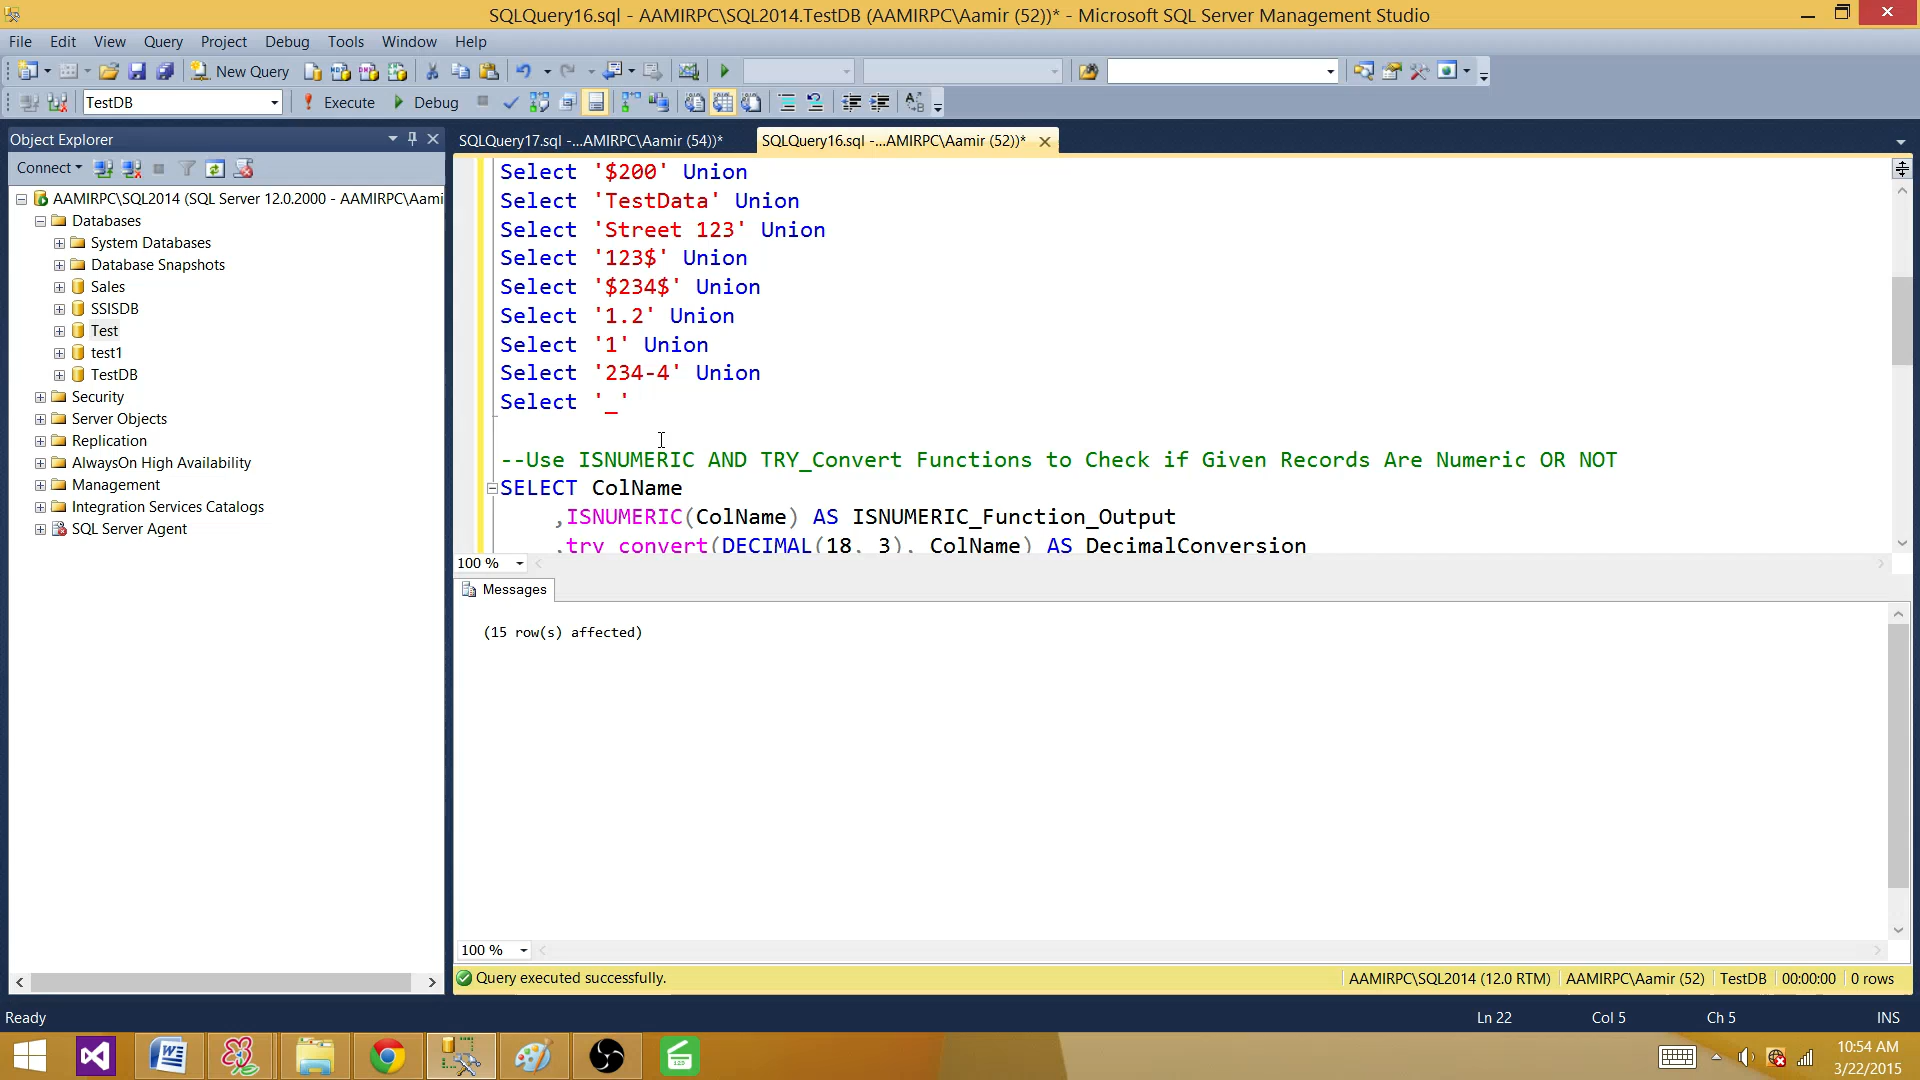 SQLQuery16.sql - AAMIRPC\SQL2014.TestDB (AAMIRPC\Aamir (52))* - Microsoft SQL Server Management Studio
File Edit View Query Project Debug Tools Window Help
New Query
TestDB Execute Debug
Object Explorer
SQLQuery17.sql -...AMIRPC\Aamir (54))* SQLQuery16.sql -...AMIRPC\Aamir (52))*
Connect
AAMIRPC\SQL2014 (SQL Server 12.0.2000 - AAMIRPC\Aami
Databases
System Databases
Database Snapshots
Sales
SSISDB
Test
test1
TestDB
Security
Server Objects
Replication
AlwaysOn High Availability
Management
Integration Services Catalogs
SQL Server Agent
Select '$200' Union
Select 'TestData' Union
Select 'Street 123' Union
Select '123$' Union
Select '$234$' Union
Select '1.2' Union
Select '1' Union
Select '234-4' Union
Select '_'
--Use ISNUMERIC AND TRY_Convert Functions to Check if Given Records Are Numeric OR NOT
SELECT ColName
,ISNUMERIC(ColName) AS ISNUMERIC_Function_Output
,try_convert(DECIMAL(18, 3), ColName) AS DecimalConversion
100 %
Messages
(15 row(s) affected)
100 %
Query executed successfully. AAMIRPC\SQL2014 (12.0 RTM) AAMIRPC\Aamir (52) TestDB 00:00:00 0 rows
Ready Ln 22 Col 5 Ch 5 INS
10:54 AM
3/22/2015